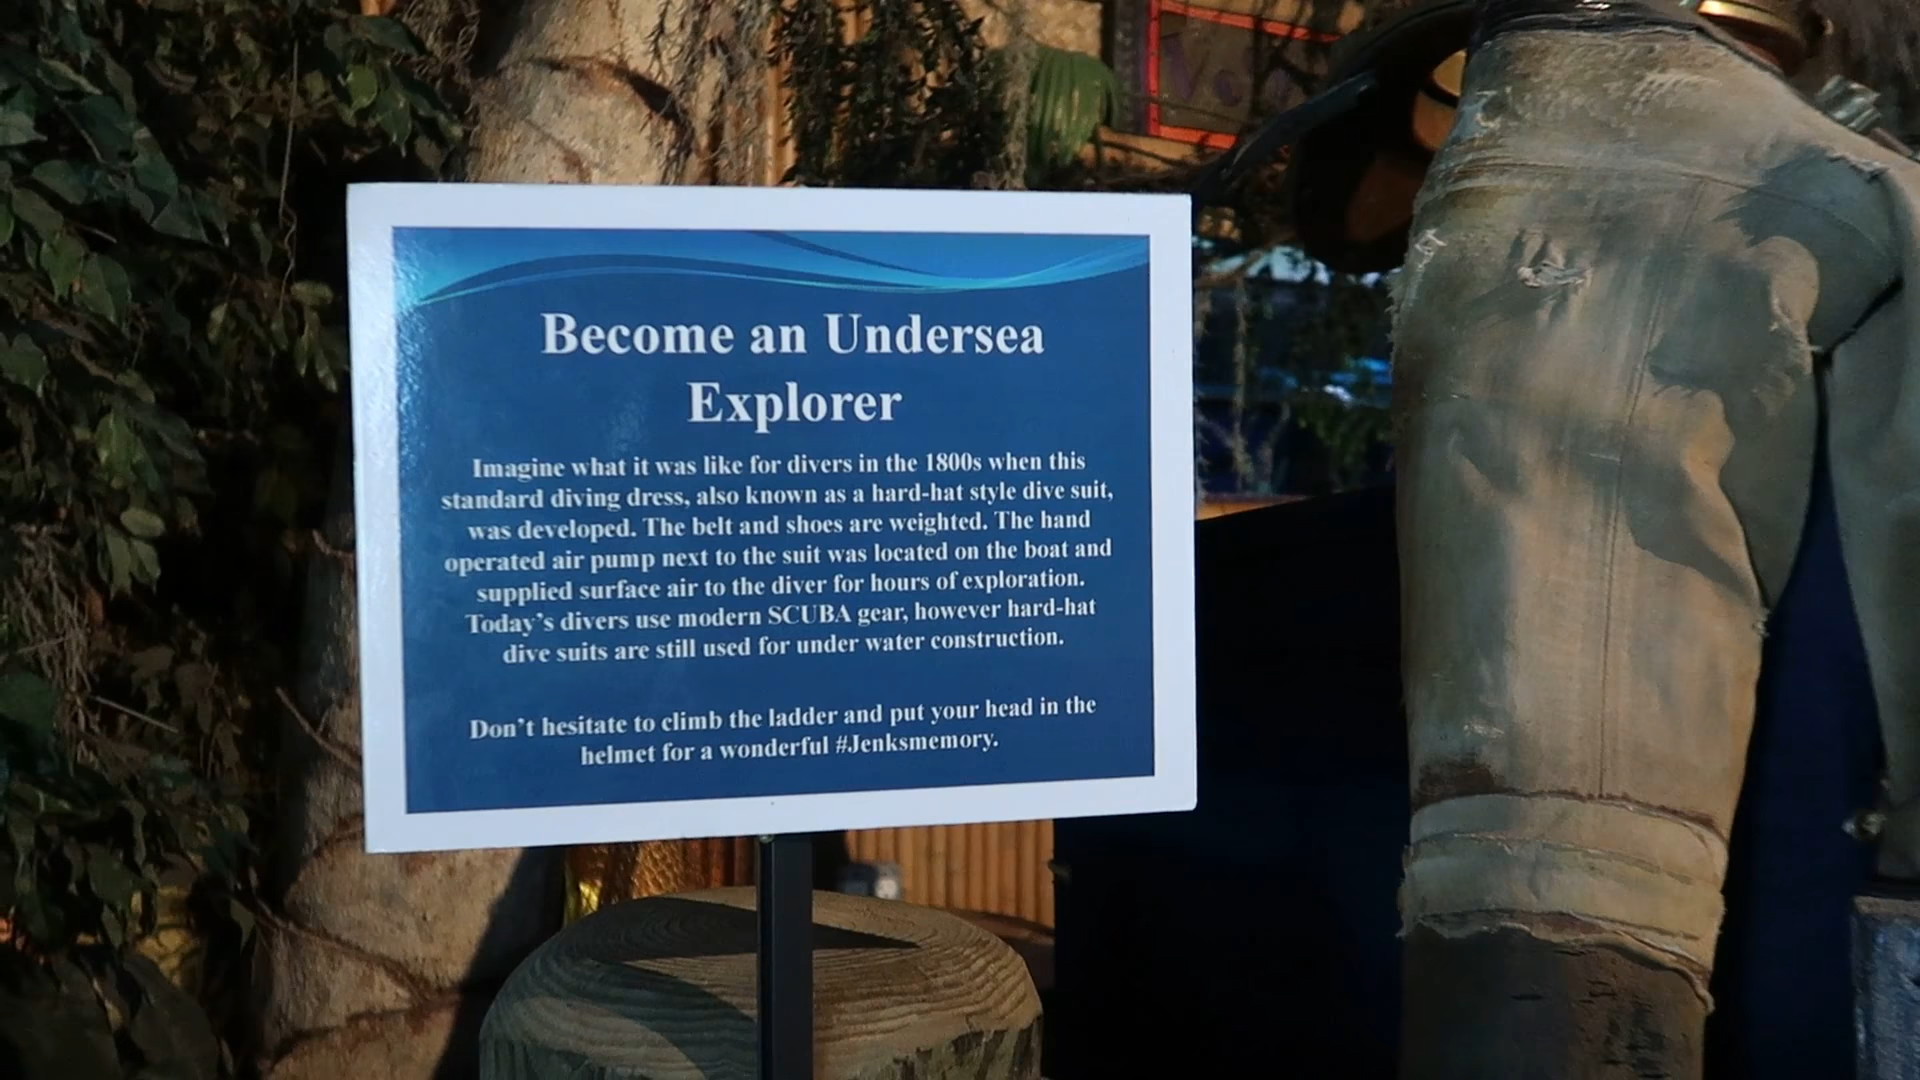 Become an Undersea
Explorer
Imagine what it was like for divers in the 1800s when this
standard diving dress, also known as a hard-hat style dive suit,
was developed. The belt and shoes are weighted. The hand
operated air pump next to the suit was located on the boat and
supplied surface air to the diver for hours of exploration.
Today's divers use modern SCUBA gear, however hard-hat
dive suits are still used for under water construction.
Don't hesitate to climb the ladder and put your head in the
helmet for a wonderful #Jenksmemory.